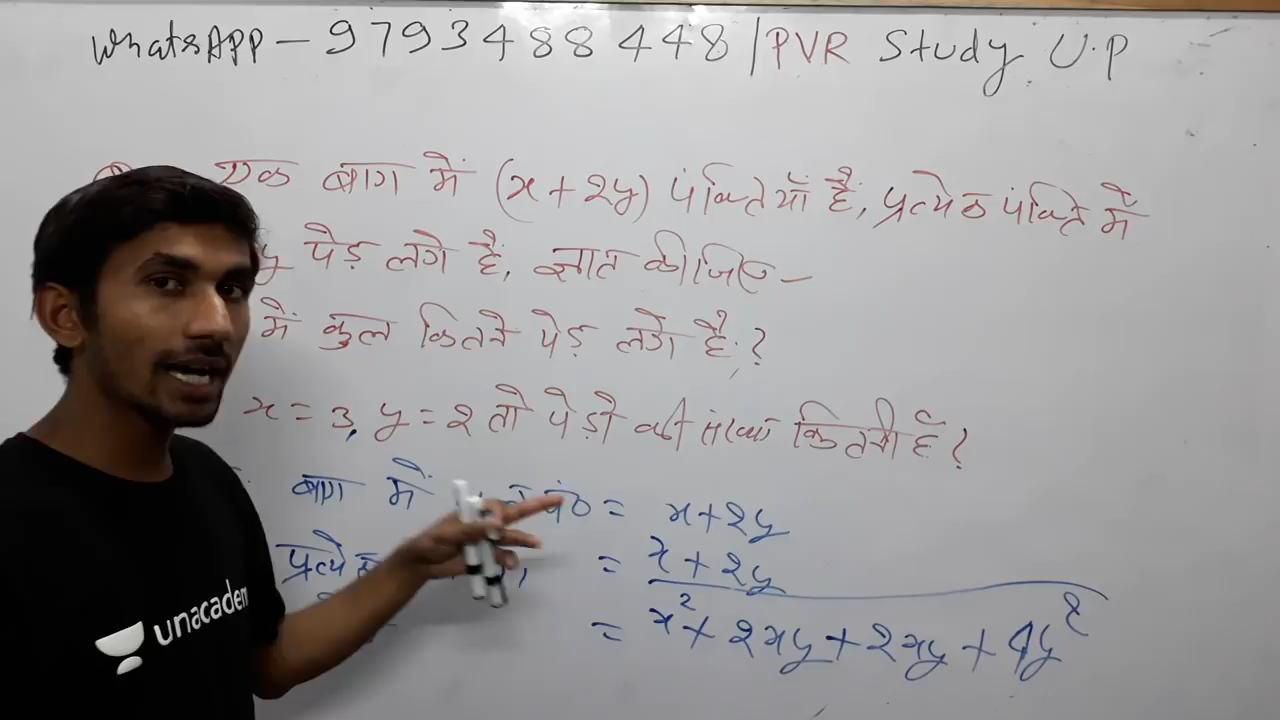 WhatsAPP - 9793488448 | PVR Study U.P
एक बाग में (x + 2y) पंक्तियाँ हैं, प्रत्येक पंक्ति में
y पेड़ लगे हैं, ज्ञात कीजिए -
में कुल कितने पेड़ लगे हैं ?
x = 3, y = 2 तो पेड़ो की संख्या कितनी है ?
बाग में = x + 2y
प्रत्येक = x + 2y
= x² + 2xy + 2xy + 4y²
unacadem